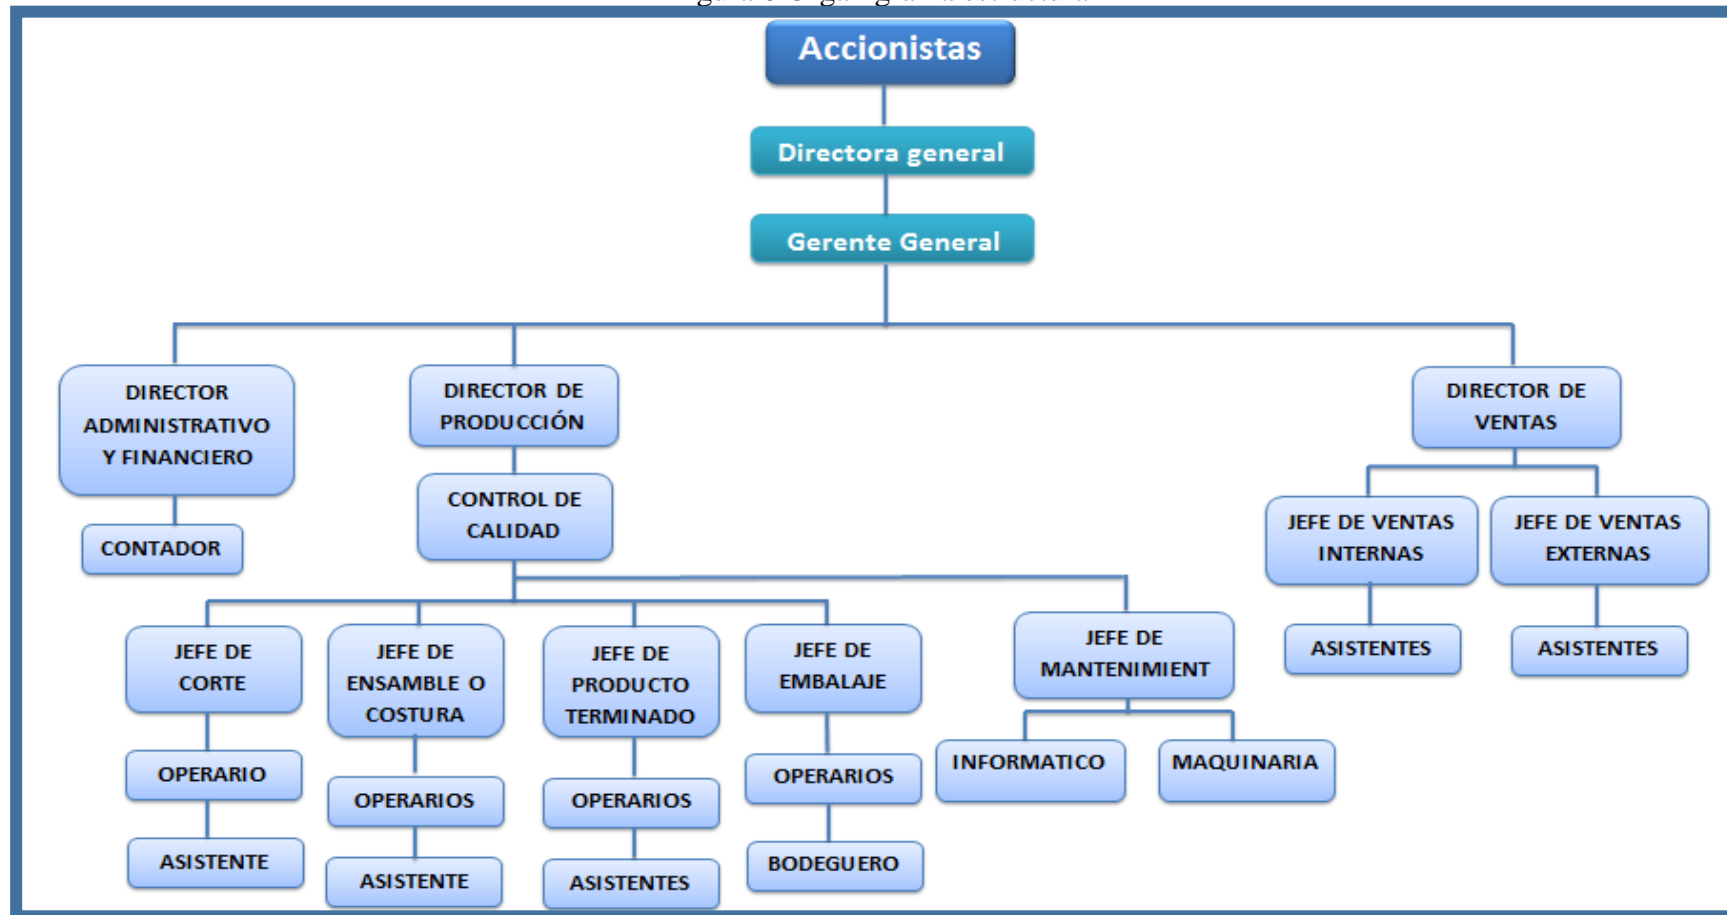 Accionistas
Directora general
Gerente General
DIRECTOR
ADMINISTRATIVO
Y FINANCIERO
DIRECTOR DE
PRODUCCIÓN
DIRECTOR DE
VENTAS
CONTADOR
CONTROL DE
CALIDAD
JEFE DE VENTAS
INTERNAS
JEFE DE VENTAS
EXTERNAS
JEFE DE
CORTE
JEFE DE
ENSAMBLE O
COSTURA
JEFE DE
PRODUCTO
TERMINADO
JEFE DE
EMBALAJE
JEFE DE
MANTENIMIENT
ASISTENTES
ASISTENTES
OPERARIO
OPERARIOS
OPERARIOS
OPERARIOS
INFORMATICO
MAQUINARIA
ASISTENTE
ASISTENTE
ASISTENTES
BODEGUERO